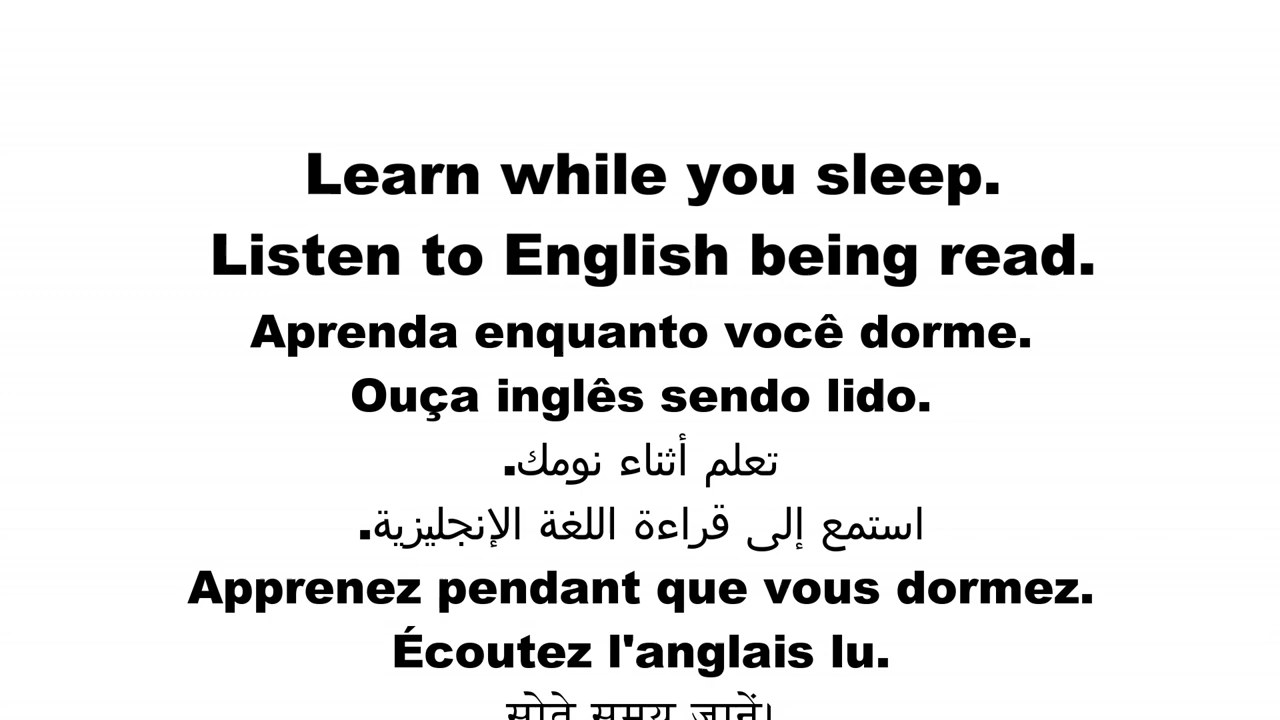 Learn while you sleep.
Listen to English being read.
Aprenda enquanto você dorme.
Ouça inglês sendo lido.
تعلم أثناء نومك.
استمع إلى قراءة اللغة الإنجليزية.
Apprenez pendant que vous dormez.
Écoutez l'anglais lu.
सोते समय जानें।